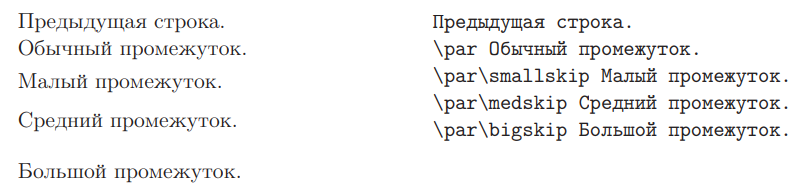 Предыдущая строка.
Обычный промежуток.
Малый промежуток.
Средний промежуток.
Большой промежуток.
Предыдущая строка.
\par Обычный промежуток.
\par\smallskip Малый промежуток.
\par\medskip Средний промежуток.
\par\bigskip Большой промежуток.